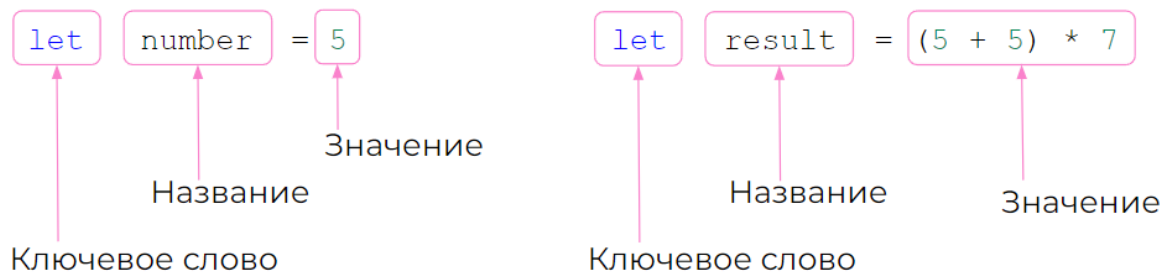 let number = 5
Значение
Название
Ключевое слово
let result = (5 + 5) * 7
Название
Значение
Ключевое слово